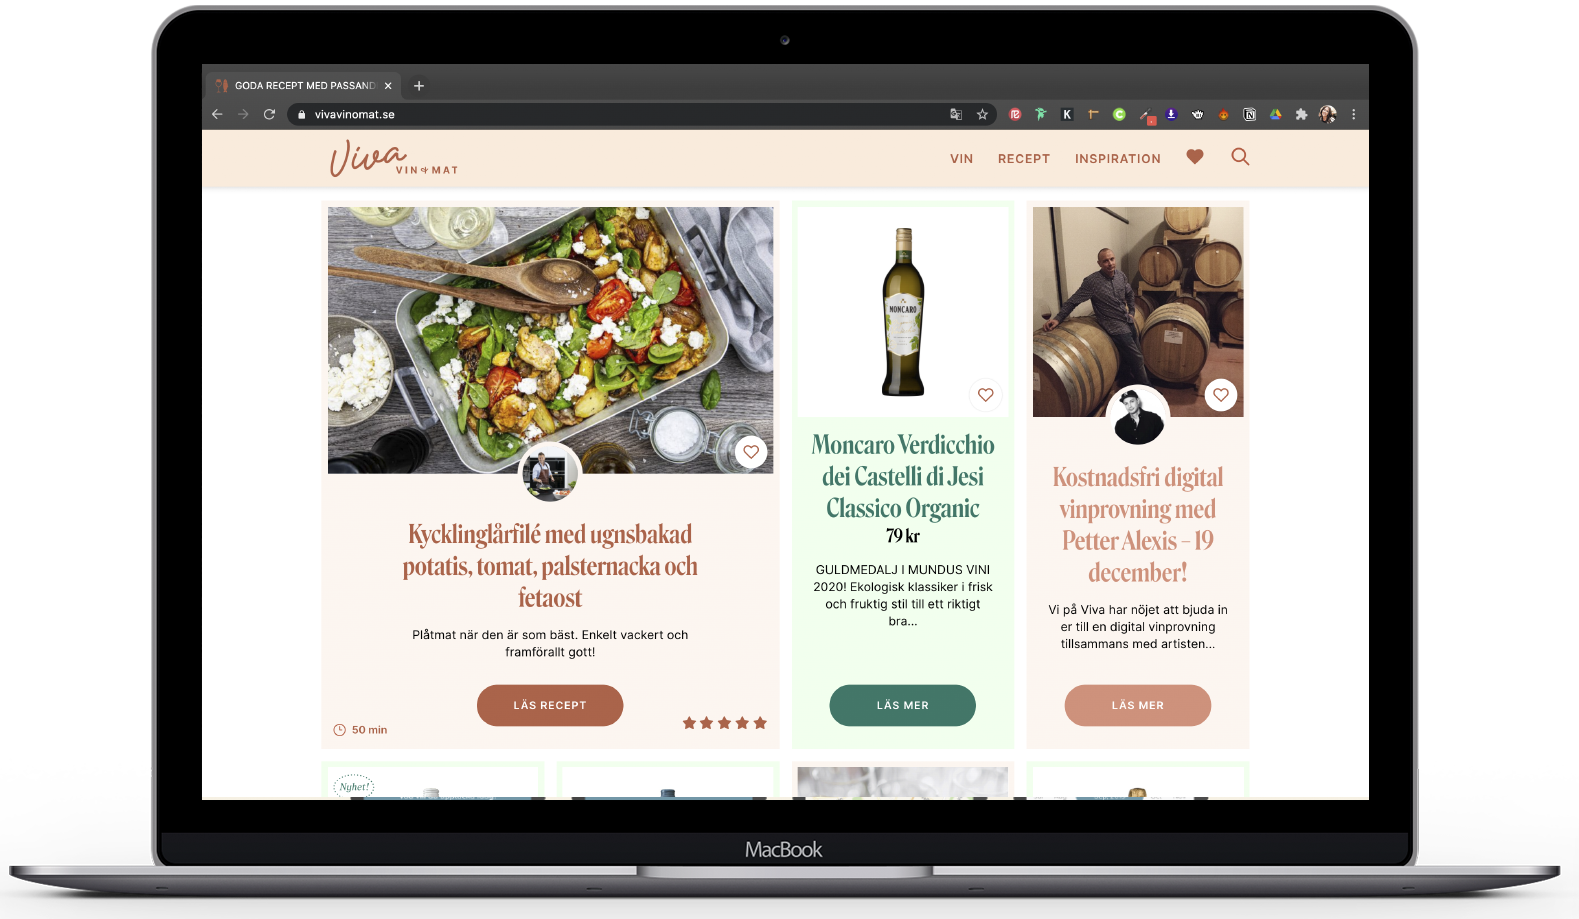 GODA RECEPT MED PASSAND
vivavinomat.se
Viva
VIN & MAT
VIN
RECEPT
INSPIRATION
MONCARO
Kycklinglårfilé med ugnsbakad
potatis, tomat, palsternacka och
fetaost
Plåtmat när den är som bäst. Enkelt vackert och
framförallt gott!
LÄS RECEPT
50 min
Moncaro Verdicchio
dei Castelli di Jesi
Classico Organic
79 kr
GULDMEDALJ I MUNDUS VINI
2020! Ekologisk klassiker i frisk
och fruktig stil till ett riktigt
bra...
LÄS MER
Kostnadsfri digital
vinprovning med
Petter Alexis – 19
december!
Vi på Viva har nöjet att bjuda in
er till en digital vinprovning
tillsammans med artisten...
LÄS MER
Nyhet!
MacBook